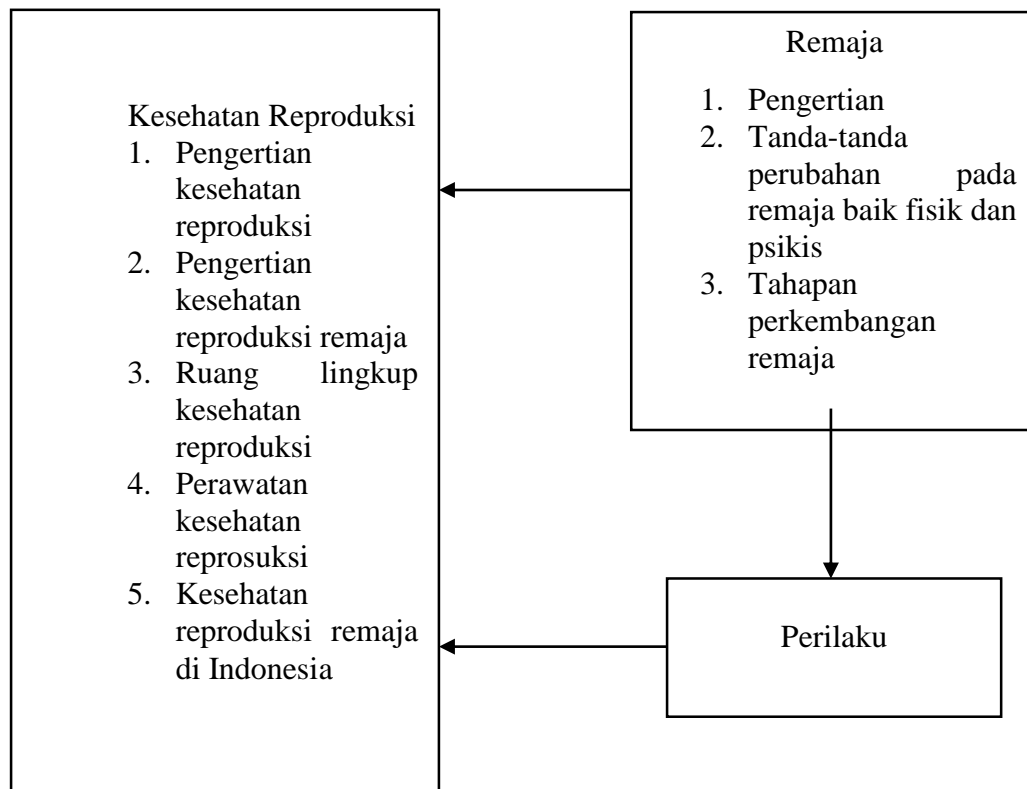 Kesehatan Reproduksi
1. Pengertian
kesehatan
reproduksi
2. Pengertian
kesehatan
reproduksi remaja
3. Ruang lingkup
kesehatan
reproduksi
4. Perawatan
kesehatan
reprosuksi
5. Kesehatan
reproduksi remaja
di Indonesia
Remaja
1. Pengertian
2. Tanda-tanda
perubahan pada
remaja baik fisik dan
psikis
3. Tahapan
perkembangan
remaja
Perilaku